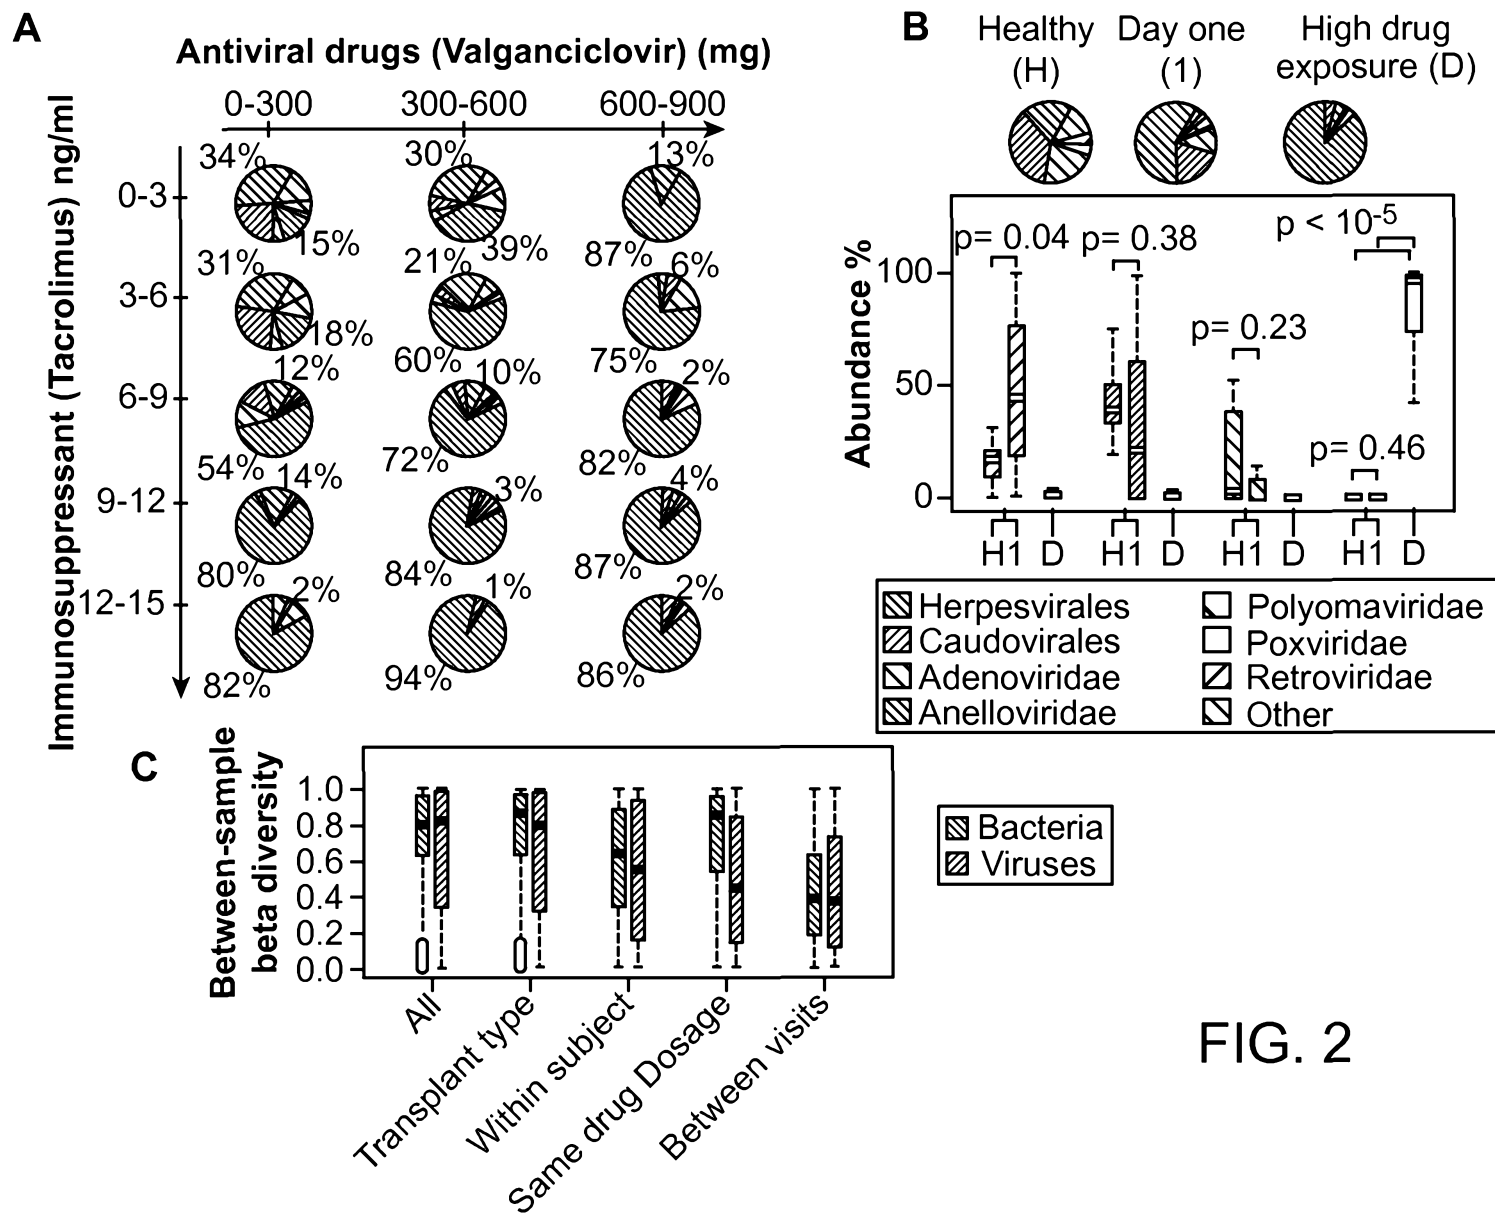 A
Antiviral drugs (Valganciclovir) (mg)
0-300 300-600 600-900
Immunosuppressant (Tacrolimus) ng/ml
0-3
34% 30% 13%
15% 39% 87%
3-6
31% 21% 6%
18% 60% 75%
6-9
12% 10% 2%
54% 72% 82%
9-12
14% 3% 4%
80% 84% 87%
12-15
2% 1% 2%
82% 94% 86%
B
Healthy (H)
Day one (1)
High drug exposure (D)
Abundance %
100
50
0
p= 0.04 p= 0.38 p < 10-5
p= 0.23
p= 0.46
H1 D H1 D H1 D H1 D
Herpesvirales
Caudovirales
Adenoviridae
Anelloviridae
Polyomaviridae
Poxviridae
Retroviridae
Other
C
Between-sample
beta diversity
1.0
0.8
0.6
0.4
0.2
0.0
All
Transplant type
Within subject
Same drug Dosage
Between visits
Bacteria
Viruses
FIG. 2